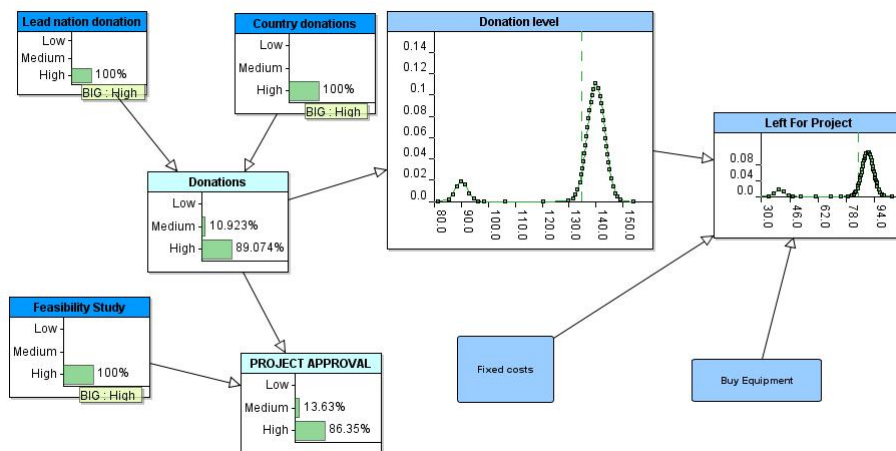 Lead nation donation
Low
Medium
High
100%
BIG : High
Country donations
Low
Medium
High
100%
BIG : High
Donation level
0.14
0.12
0.1
0.08
0.06
0.04
0.02
0.0
80.0
90.0
100.0
110.0
120.0
130.0
140.0
150.0
Left For Project
0.08
0.04
0.0
30.0
46.0
62.0
78.0
94.0
Donations
Low
Medium
10.923%
High
89.074%
Feasibility Study
Low
Medium
High
100%
BIG : High
PROJECT APPROVAL
Low
Medium
13.63%
High
86.35%
Fixed costs
Buy Equipment